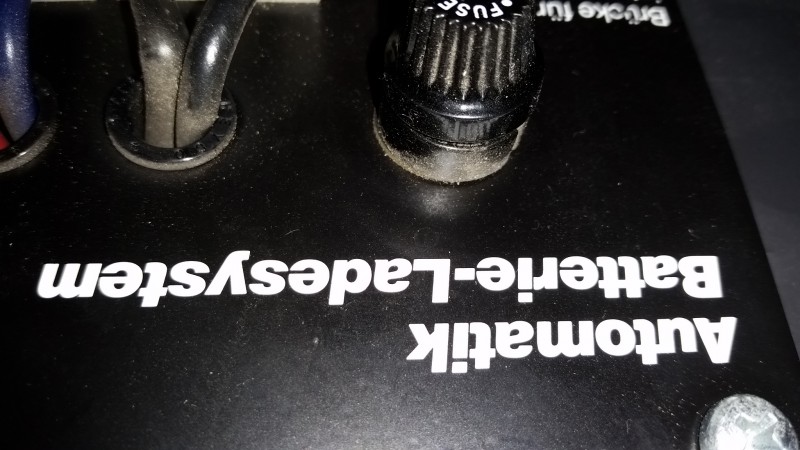 Automatik
Batterie-Ladesystem
Brücke für
FUSE